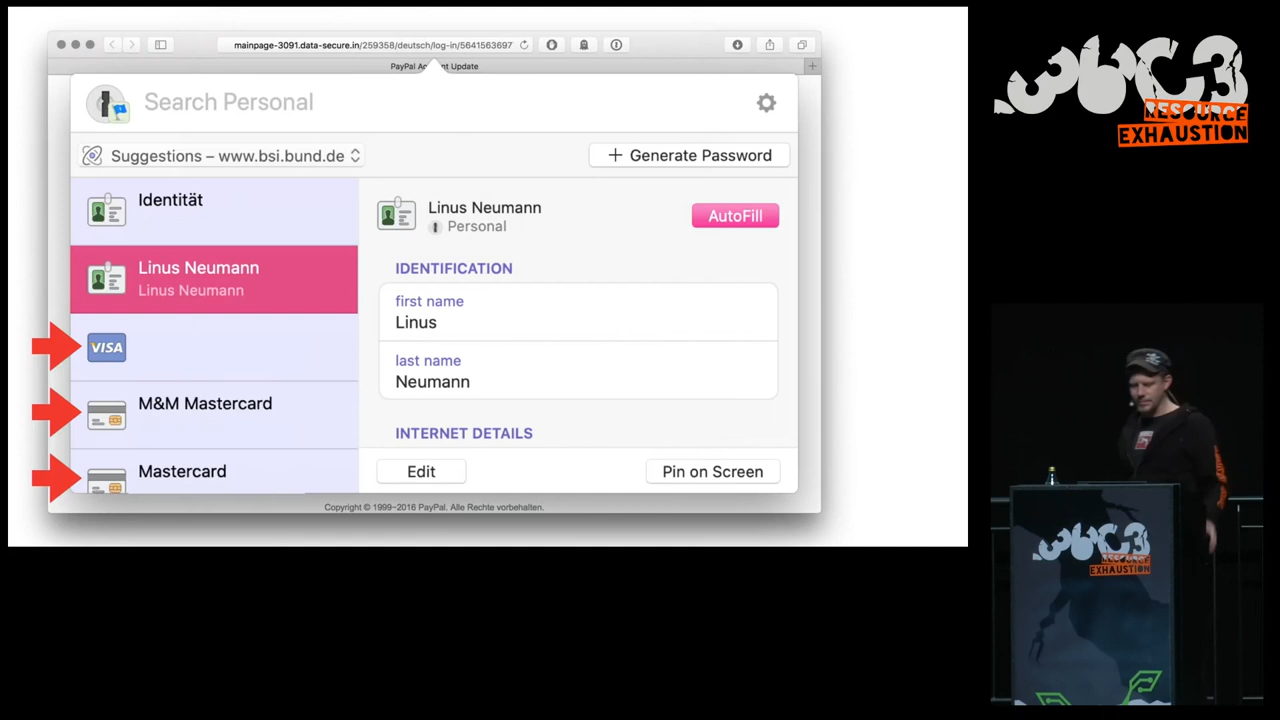 mainpage-3091.data-secure.in/259358/deutsch/log-in/5641563697
Search Personal
Suggestions – www.bsi.bund.de
+ Generate Password
Identität
Linus Neumann
Linus Neumann
VISA
M&M Mastercard
Mastercard
Linus Neumann
Personal
AutoFill
IDENTIFICATION
first name
Linus
last name
Neumann
INTERNET DETAILS
Edit
Pin on Screen
Copyright © 1999–2016 PayPal. Alle Rechte vorbehalten.
36C3
RESOURCE
EXHAUSTION
36C3
RESOURCE
EXHAUSTION